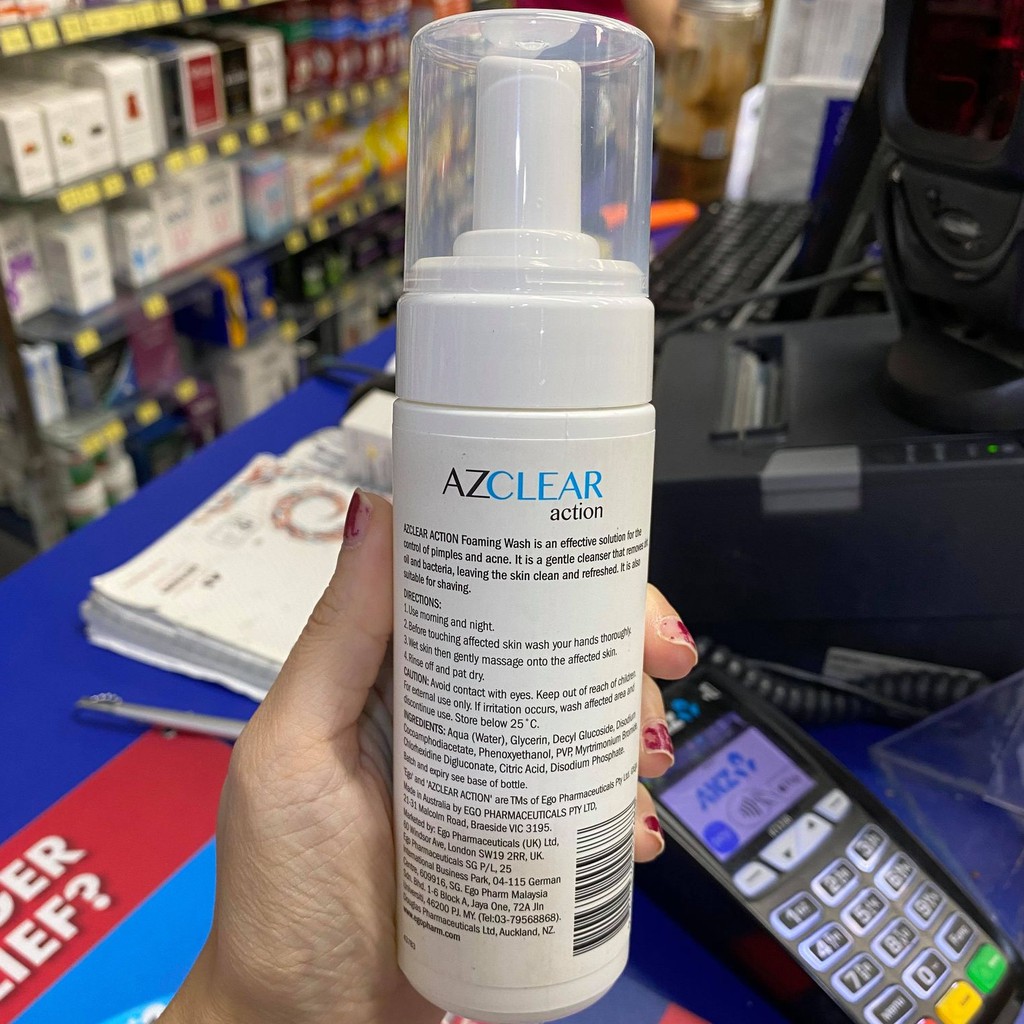 AZCLEAR
action
AZCLEAR ACTION Foaming Wash is an effective solution for the
control of pimples and acne. It is a gentle cleanser that removes
oil and bacteria, leaving the skin clean and refreshed. It is also
suitable for shaving.
DIRECTIONS:
1. Use morning and night.
2. Before touching affected skin wash your hands thoroughly.
3. Wet skin then gently massage onto the affected skin.
4. Rinse off and pat dry.
CAUTION: Avoid contact with eyes. Keep out of reach of children.
For external use only. If irritation occurs, wash affected area and
discontinue use. Store below 25°C.
INGREDIENTS: Aqua (Water), Glycerin, Decyl Glucoside, Disodium
Cocoamphodiacetate, Phenoxyethanol, PVP, Myrtrimonium Bromide,
Chlorhexidine Digluconate, Citric Acid, Disodium Phosphate.
Batch and expiry see base of bottle.
'Ego' and 'AZCLEAR ACTION' are TMs of Ego Pharmaceuticals Pty Ltd.
Made in Australia by EGO PHARMACEUTICALS PTY LTD,
21-31 Malcolm Road, Braeside VIC 3195.
Marketed by: Ego Pharmaceuticals (UK) Ltd,
Windsor Ave, London SW19 2RR, UK.
Ego Pharmaceuticals SG P/L, 25
International Business Park, 04-115 German
Centre, 609916, SG. Ego Pharm Malaysia
Sdn. Bhd. 1-6 Block A, Jaya One, 72A Jln
Universiti, 46200 PJ. MY. (Tel:03-79568868).
Douglas Pharmaceuticals Ltd, Auckland, NZ.
www.egopharm.com
DER
LIEF?
ANZ